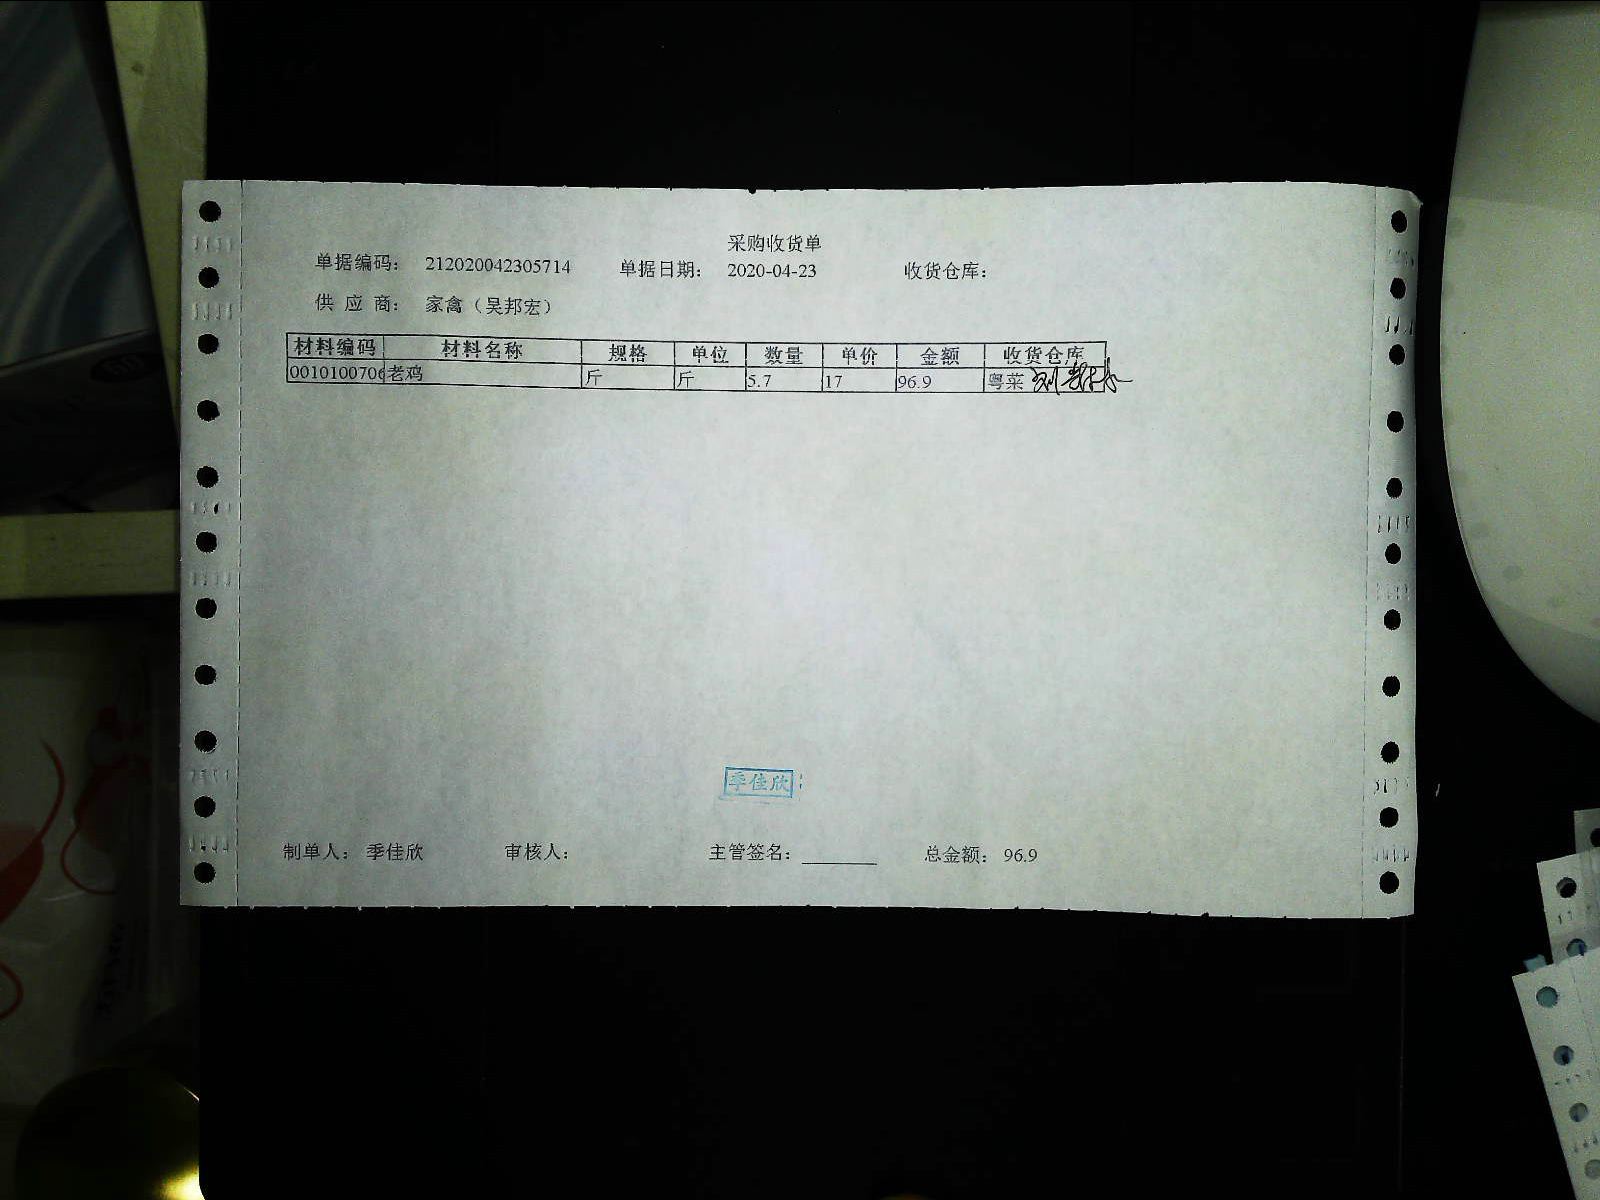 采购收货单
单据编码： 212020042305714 单据日期： 2020-04-23 收货仓库：
供 应 商： 家禽（吴邦宏）
材料编码 材料名称 规格 单位 数量 单价 金额 收货仓库
0010100706 老鸡 斤 斤 5.7 17 96.9 粤菜
季佳欣
制单人： 季佳欣 审核人： 主管签名： 总金额： 96.9